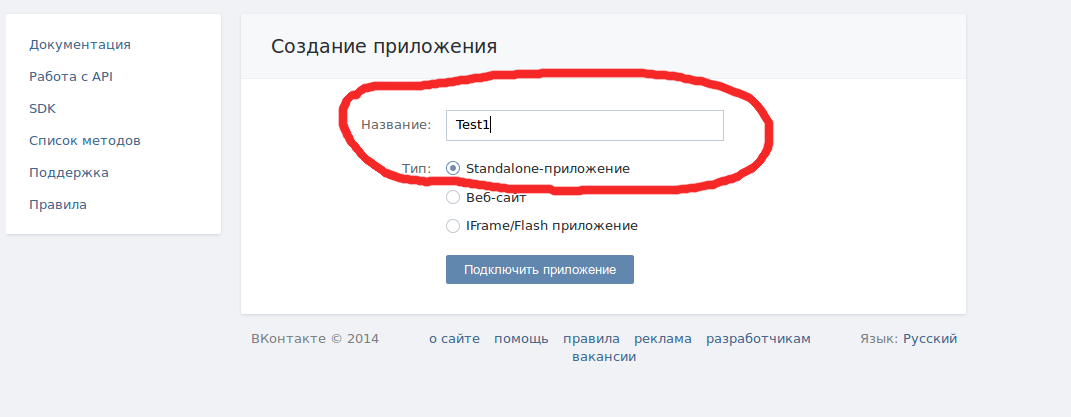 Документация
Работа с API
SDK
Список методов
Поддержка
Правила
Создание приложения
Название: Test1
Тип: Standalone-приложение
Веб-сайт
IFrame/Flash приложение
Подключить приложение
ВКонтакте © 2014 о сайте помощь правила реклама разработчикам Язык: Русский
вакансии